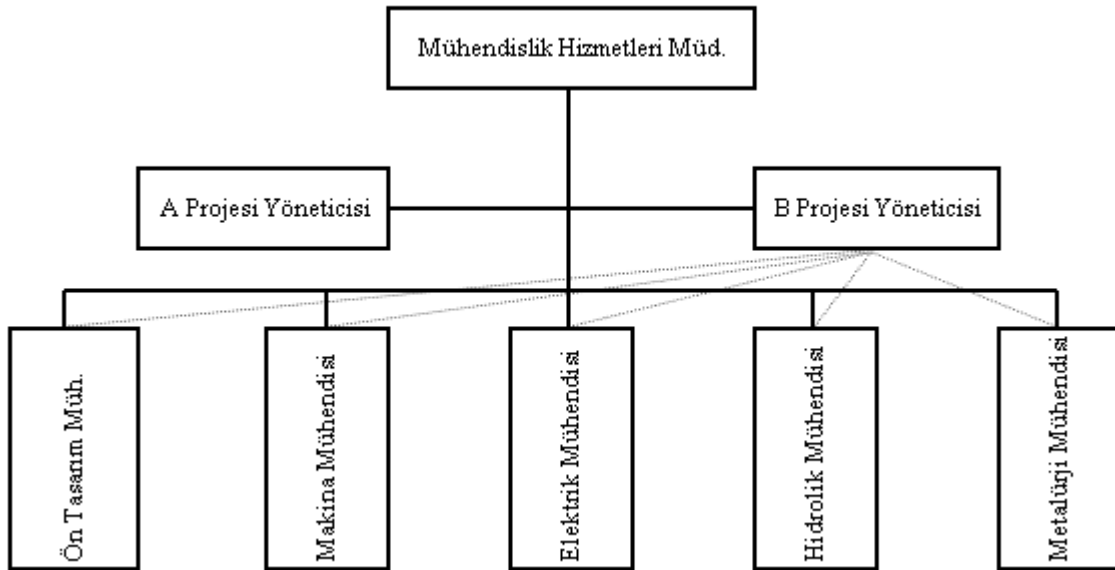 Mühendislik Hizmetleri Müd.
A Projesi Yöneticisi
B Projesi Yöneticisi
Ön Tasarım Müh.
Makina Mühendisi
Elektrik Mühendisi
Hidrolik Mühendisi
Metalürji Mühendisi